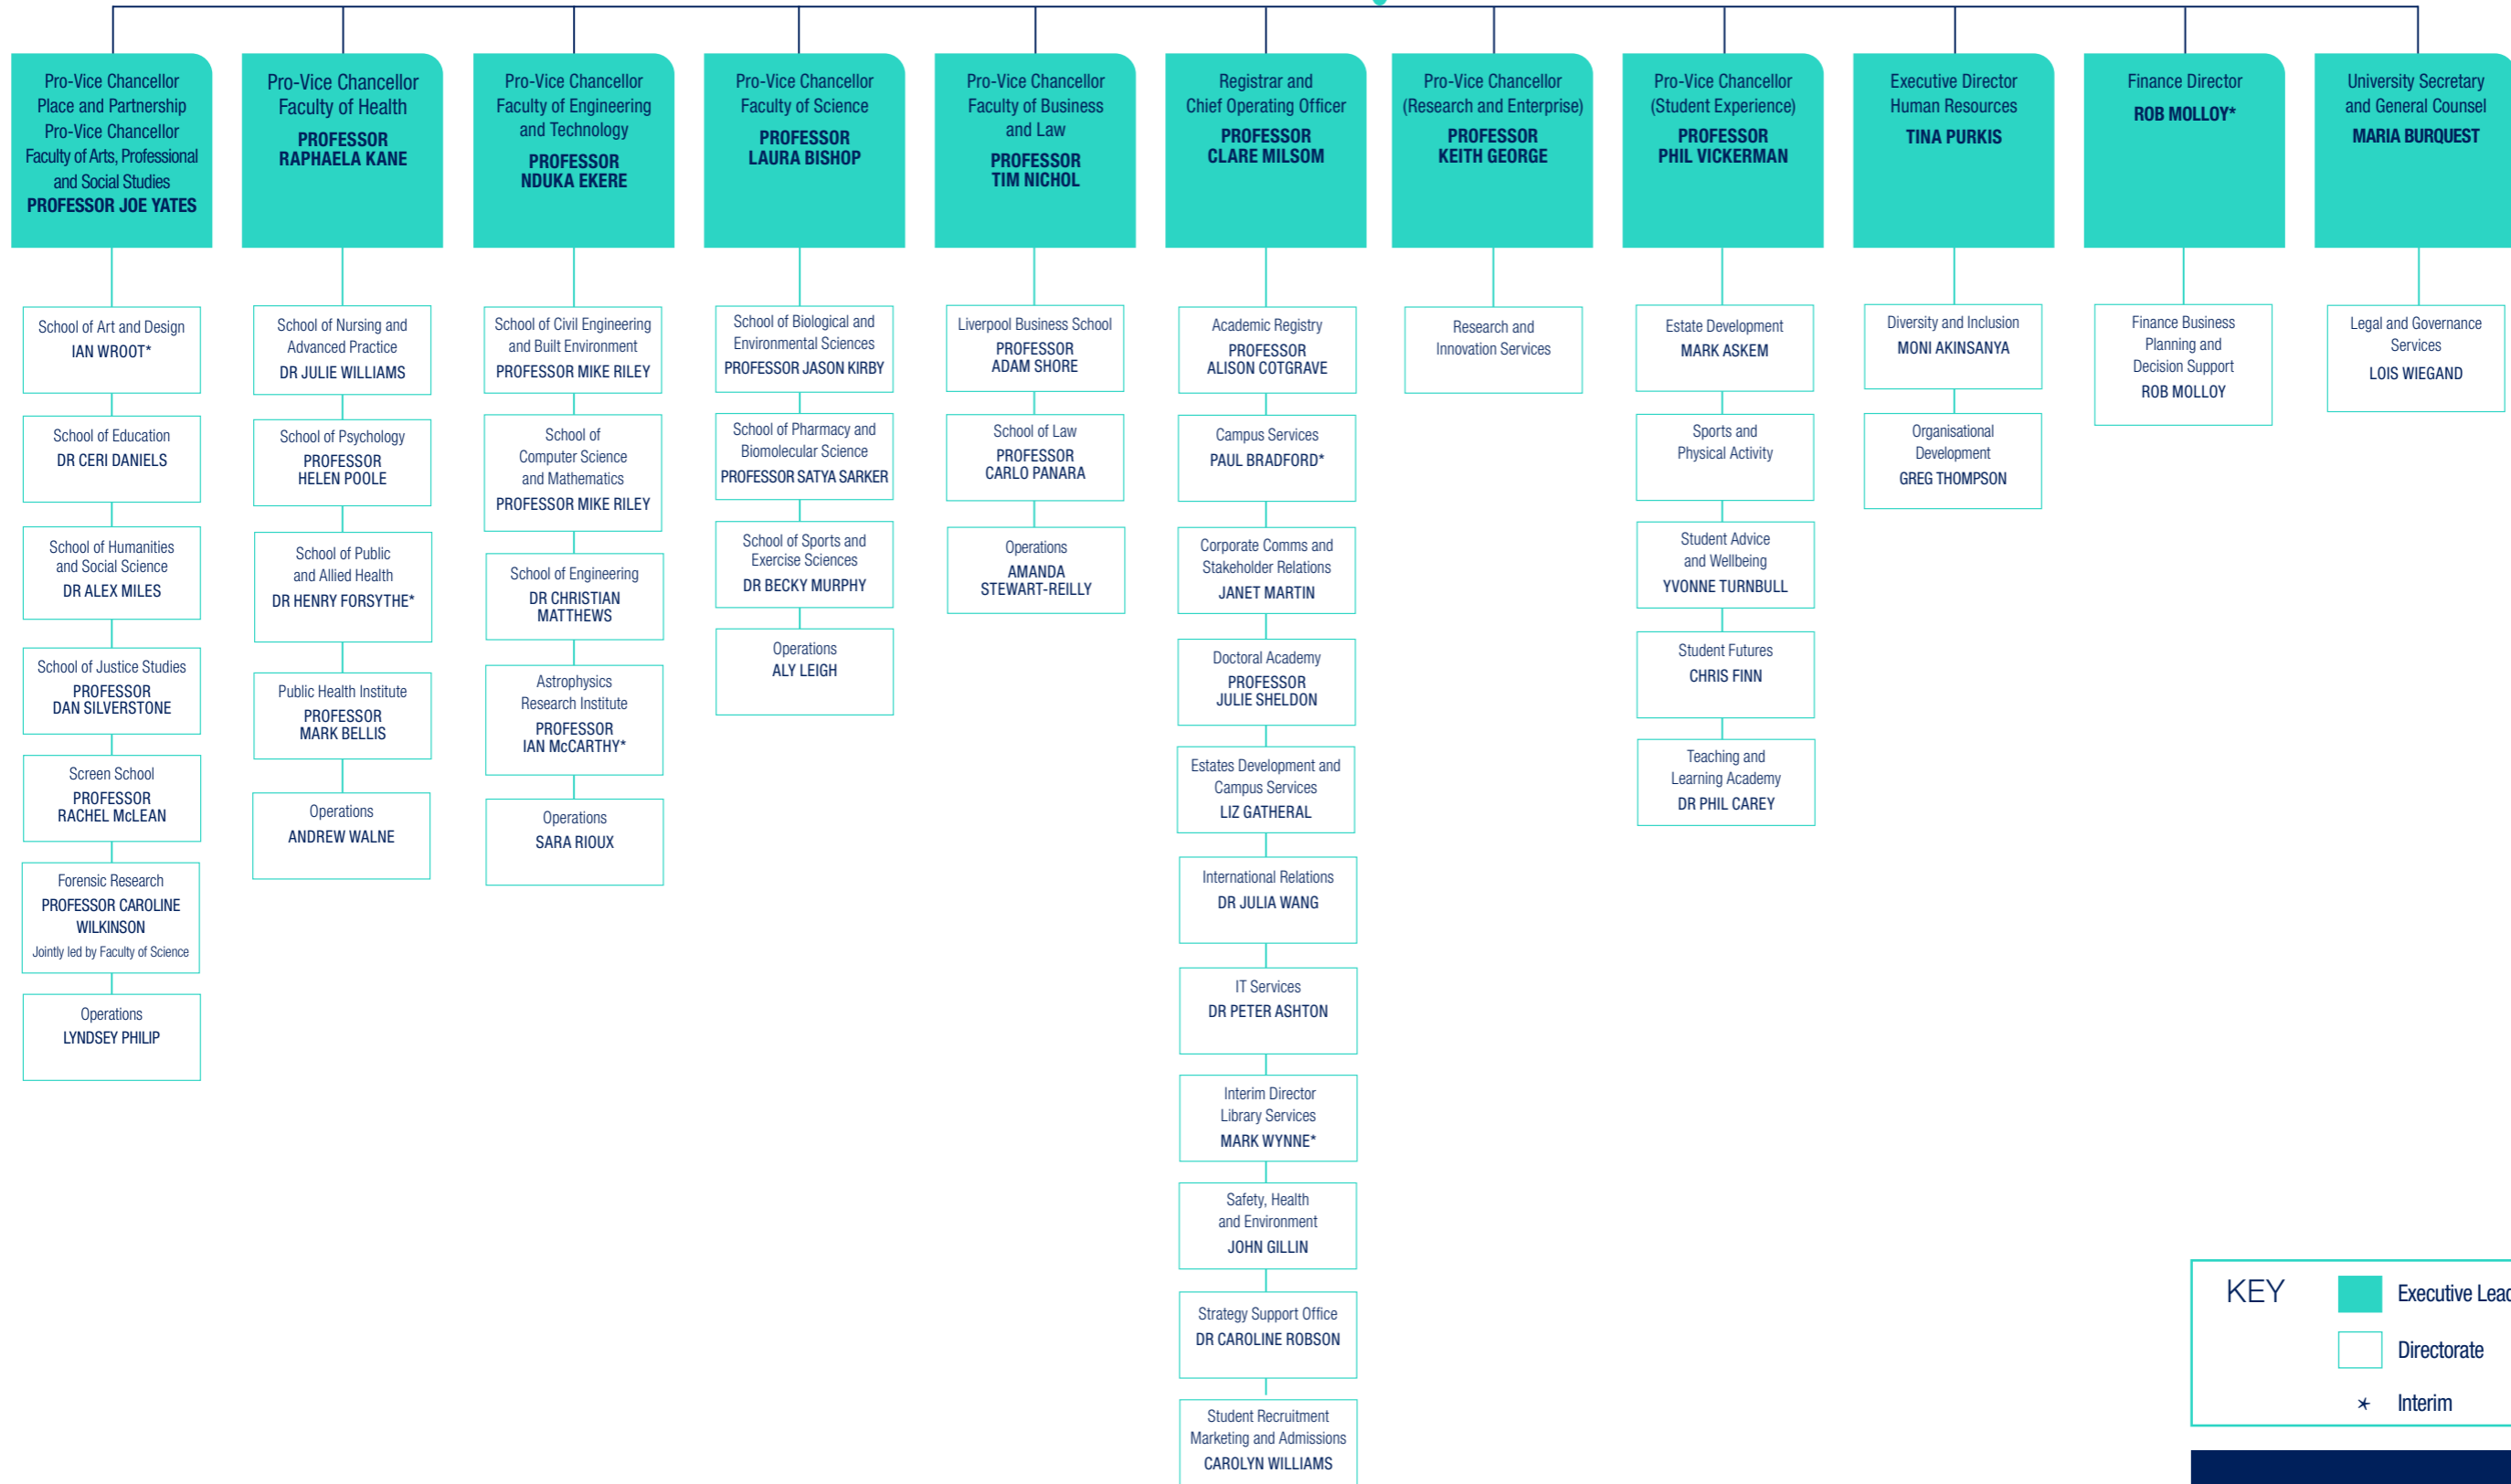 Pro-Vice Chancellor
Place and Partnership
Pro-Vice Chancellor
Faculty of Arts, Professional
and Social Studies
PROFESSOR JOE YATES
School of Art and Design
IAN WROOT*
School of Education
DR CERI DANIELS
School of Humanities
and Social Science
DR ALEX MILES
School of Justice Studies
PROFESSOR
DAN SILVERSTONE
Screen School
PROFESSOR
RACHEL McLEAN
Forensic Research
PROFESSOR CAROLINE
WILKINSON
Jointly led by Faculty of Science
Operations
LYNDSEY PHILIP
Pro-Vice Chancellor
Faculty of Health
PROFESSOR
RAPHAELA KANE
School of Nursing and
Advanced Practice
DR JULIE WILLIAMS
School of Psychology
PROFESSOR
HELEN POOLE
School of Public
and Allied Health
DR HENRY FORSYTHE*
Public Health Institute
PROFESSOR
MARK BELLIS
Operations
ANDREW WALNE
Pro-Vice Chancellor
Faculty of Engineering
and Technology
PROFESSOR
NDUKA EKERE
School of Civil Engineering
and Built Environment
PROFESSOR MIKE RILEY
School of
Computer Science
and Mathematics
PROFESSOR MIKE RILEY
School of Engineering
DR CHRISTIAN
MATTHEWS
Astrophysics
Research Institute
PROFESSOR
IAN McCARTHY*
Operations
SARA RIOUX
Pro-Vice Chancellor
Faculty of Science
PROFESSOR
LAURA BISHOP
School of Biological and
Environmental Sciences
PROFESSOR JASON KIRBY
School of Pharmacy and
Biomolecular Science
PROFESSOR SATYA SARKER
School of Sports and
Exercise Sciences
DR BECKY MURPHY
Operations
ALY LEIGH
Pro-Vice Chancellor
Faculty of Business
and Law
PROFESSOR
TIM NICHOL
Liverpool Business School
PROFESSOR
ADAM SHORE
School of Law
PROFESSOR
CARLO PANARA
Operations
AMANDA
STEWART-REILLY
Registrar and
Chief Operating Officer
PROFESSOR
CLARE MILSOM
Academic Registry
PROFESSOR
ALISON COTGRAVE
Campus Services
PAUL BRADFORD*
Corporate Comms and
Stakeholder Relations
JANET MARTIN
Doctoral Academy
PROFESSOR
JULIE SHELDON
Estates Development and
Campus Services
LIZ GATHERAL
International Relations
DR JULIA WANG
IT Services
DR PETER ASHTON
Interim Director
Library Services
MARK WYNNE*
Safety, Health
and Environment
JOHN GILLIN
Strategy Support Office
DR CAROLINE ROBSON
Student Recruitment
Marketing and Admissions
CAROLYN WILLIAMS
Pro-Vice Chancellor
(Research and Enterprise)
PROFESSOR
KEITH GEORGE
Research and
Innovation Services
Pro-Vice Chancellor
(Student Experience)
PROFESSOR
PHIL VICKERMAN
Estate Development
MARK ASKEM
Sports and
Physical Activity
Student Advice
and Wellbeing
YVONNE TURNBULL
Student Futures
CHRIS FINN
Teaching and
Learning Academy
DR PHIL CAREY
Executive Director
Human Resources
TINA PURKIS
Diversity and Inclusion
MONI AKINSANYA
Organisational
Development
GREG THOMPSON
Finance Director
ROB MOLLOY*
Finance Business
Planning and
Decision Support
ROB MOLLOY
University Secretary
and General Counsel
MARIA BURQUEST
Legal and Governance
Services
LOIS WIEGAND
KEY
Executive Lead
Directorate
* Interim